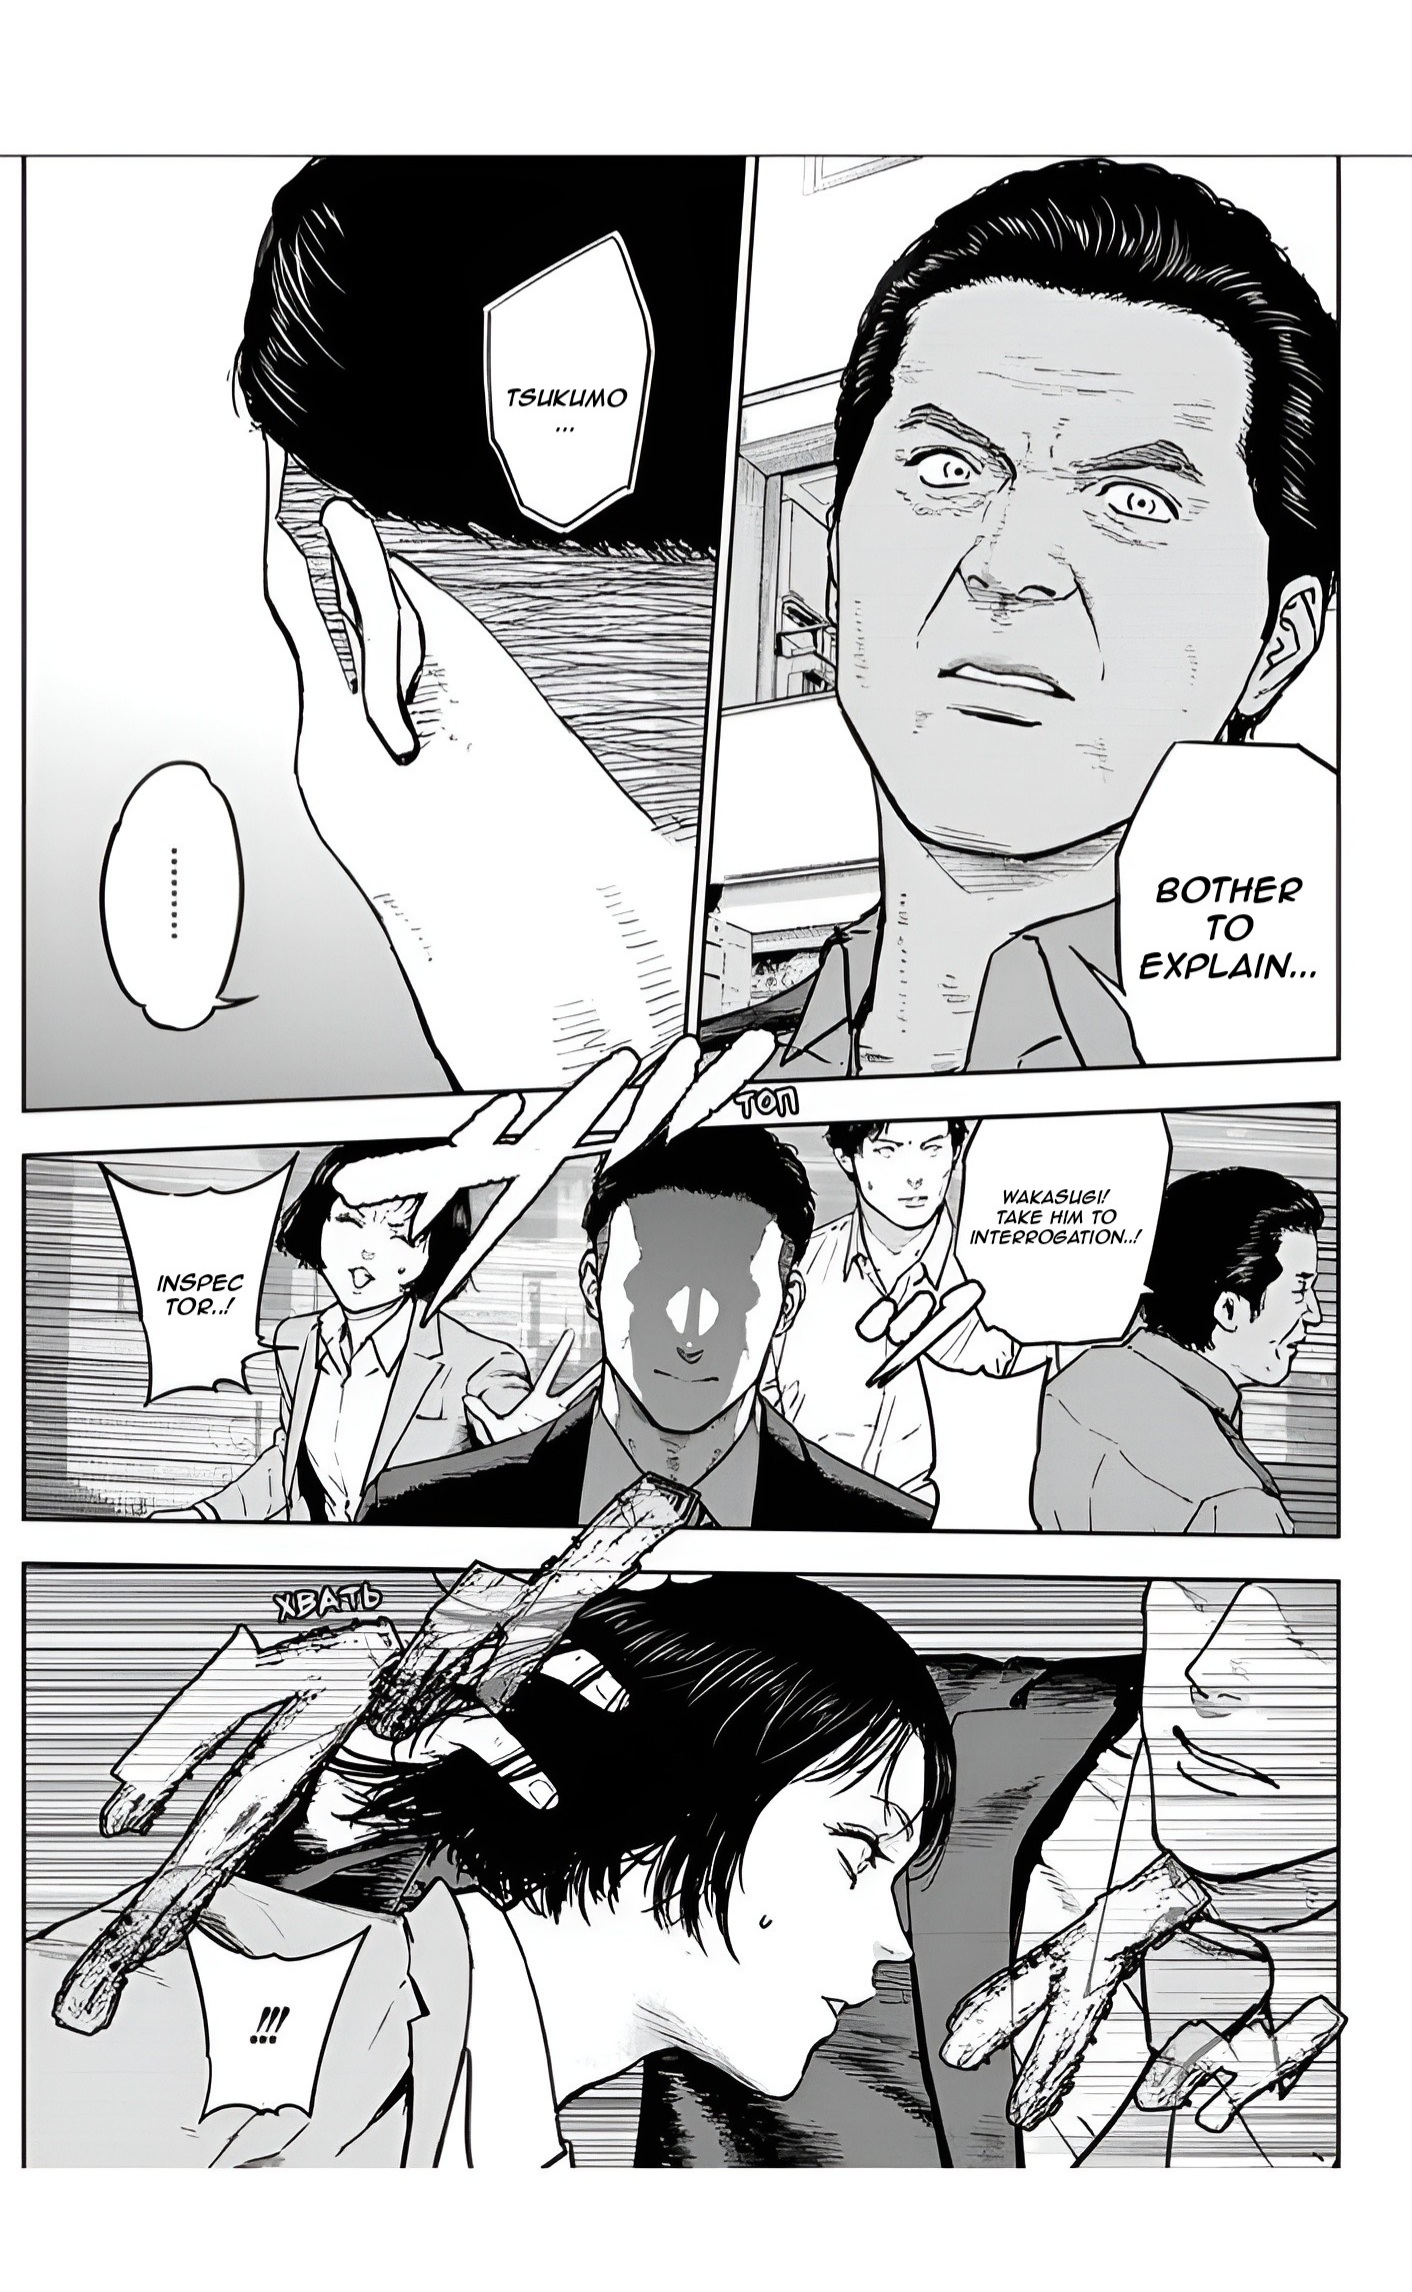 BOTHER
TO
EXPLAIN...
TSUKUMO
...
.........
ТОП
WAKASUGI!
TAKE HIM TO
INTERROGATION..!
INSPEC
TOR..!
ХВАТЬ
!!!